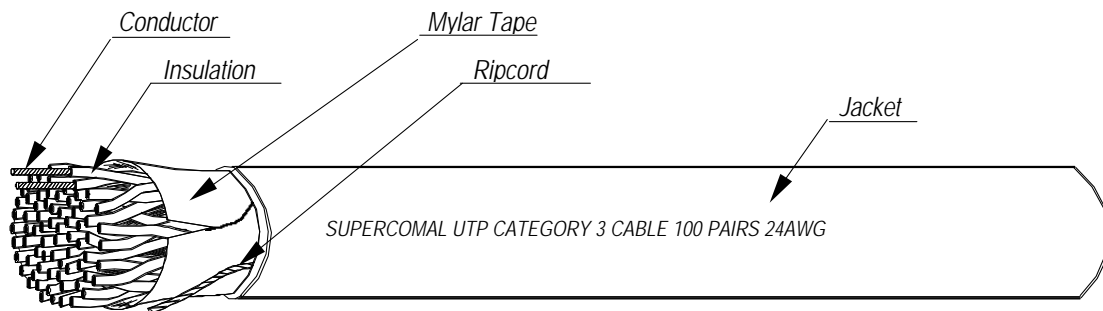 Conductor
Mylar Tape
Insulation
Ripcord
Jacket
SUPERCOMAL UTP CATEGORY 3 CABLE 100 PAIRS 24AWG